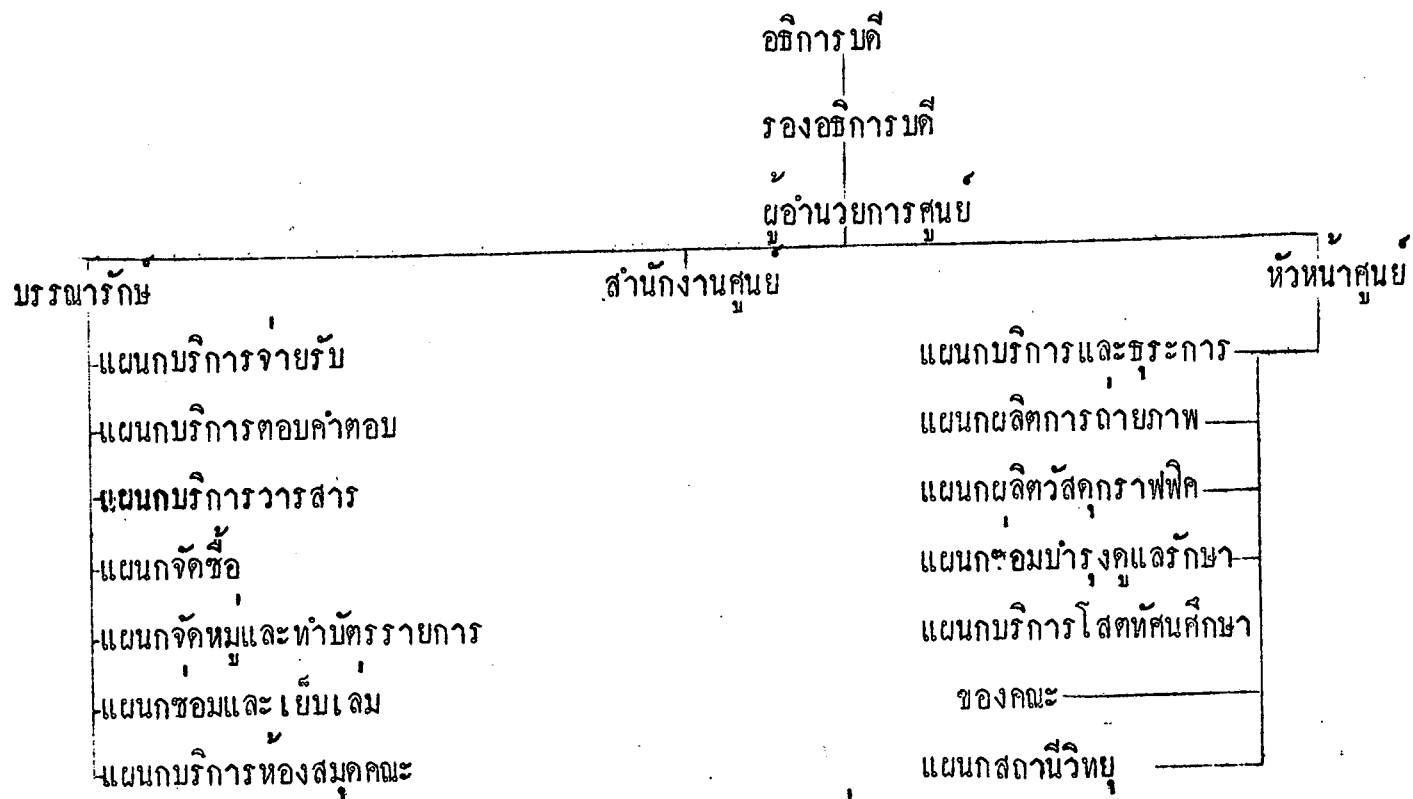 อธิการบดี
รองอธิการบดี
ผู้อำนวยการศูนย์
บรรณารักษ์
สำนักงานศูนย์
หัวหน้าศูนย์
แผนกบริการจ่ายรับ
แผนกบริการตอบคำตอบ
แผนกบริการวารสาร
แผนกจัดซื้อ
แผนกจัดหมู่และทำบัตรรายการ
แผนกซ่อมและเย็บเล่ม
แผนกบริการห้องสมุดคณะ
แผนกบริการและธุระการ
แผนกผลิตการถ่ายภาพ
แผนกผลิตวัสดุกราฟฟิค
แผนกซ่อมบำรุงดูแลรักษา
แผนกบริการโสตทัศนศึกษา
ของคณะ
แผนกสถานีวิทยุ